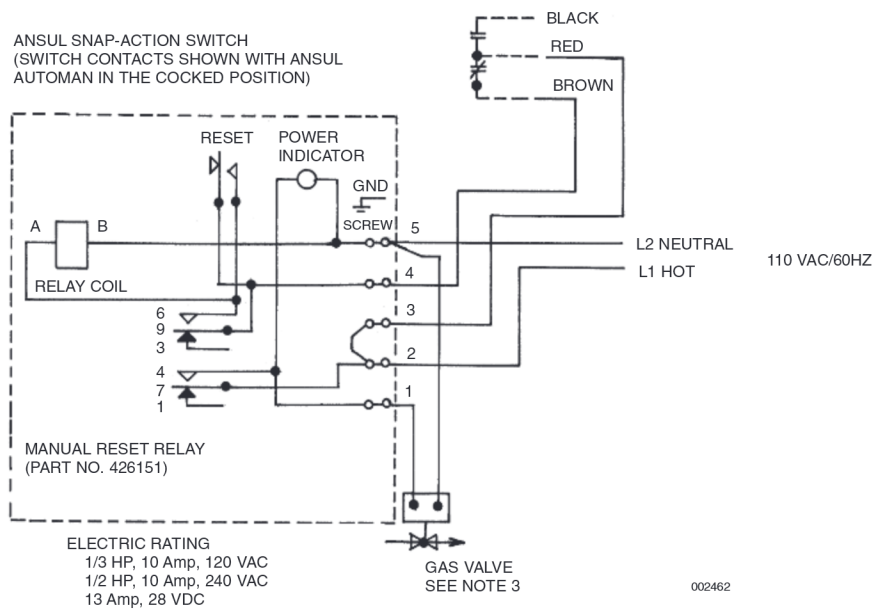 BLACK
ANSUL SNAP-ACTION SWITCH
(SWITCH CONTACTS SHOWN WITH ANSUL
AUTOMAN IN THE COCKED POSITION)
RED
BROWN
RESET
POWER
INDICATOR
GND
SCREW
5
A
B
L2 NEUTRAL
L1 HOT
110 VAC/60HZ
RELAY COIL
4
3
2
1
6
9
3
4
7
1
MANUAL RESET RELAY
(PART NO. 426151)
ELECTRIC RATING
1/3 HP, 10 Amp, 120 VAC
1/2 HP, 10 Amp, 240 VAC
13 Amp, 28 VDC
GAS VALVE
SEE NOTE 3
002462